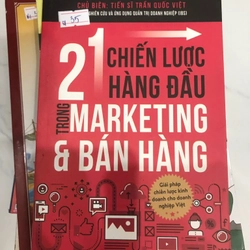 CHỦ BIÊN: TIẾN SĨ TRẦN QUỐC VIỆT
CỨU VÀ ỨNG DỤNG QUẢN TRỊ DOANH NGHIỆP (IBS)
35
21 CHIẾN LƯỢC
HÀNG ĐẦU
TRONG
MARKETING
& BÁN HÀNG
Giải pháp
chiến lược kinh
doanh cho doanh
nghiệp Việt